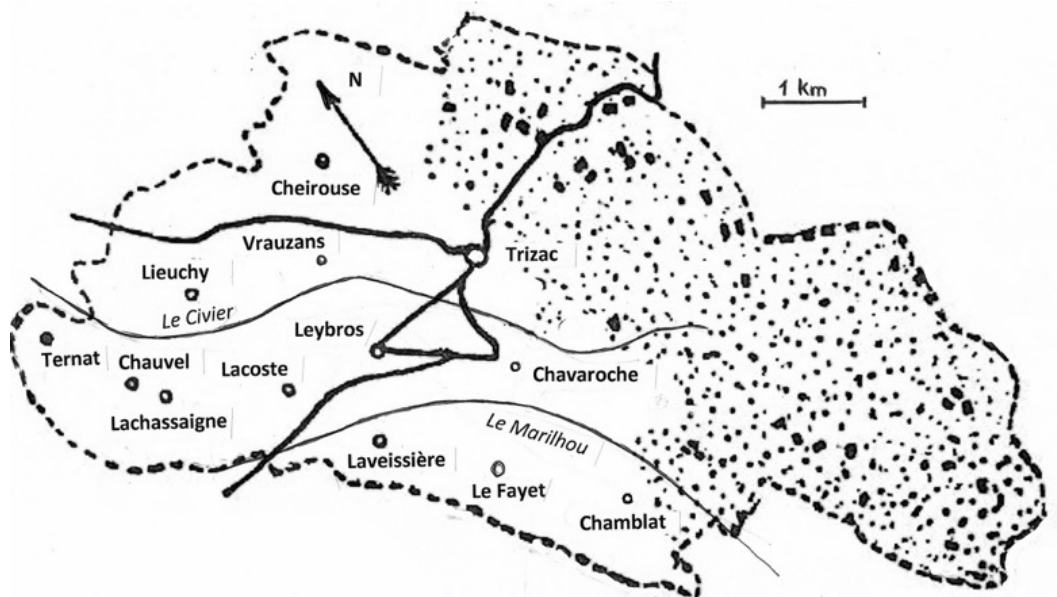 N
1 km
Cheirouse
Vrauzans
Trizac
Lieuchy
Le Civier
Leybros
Ternat
Chauvel
Lacoste
Chavaroche
Lachassaigne
Le Marilhou
Laveissière
Le Fayet
Chamblat